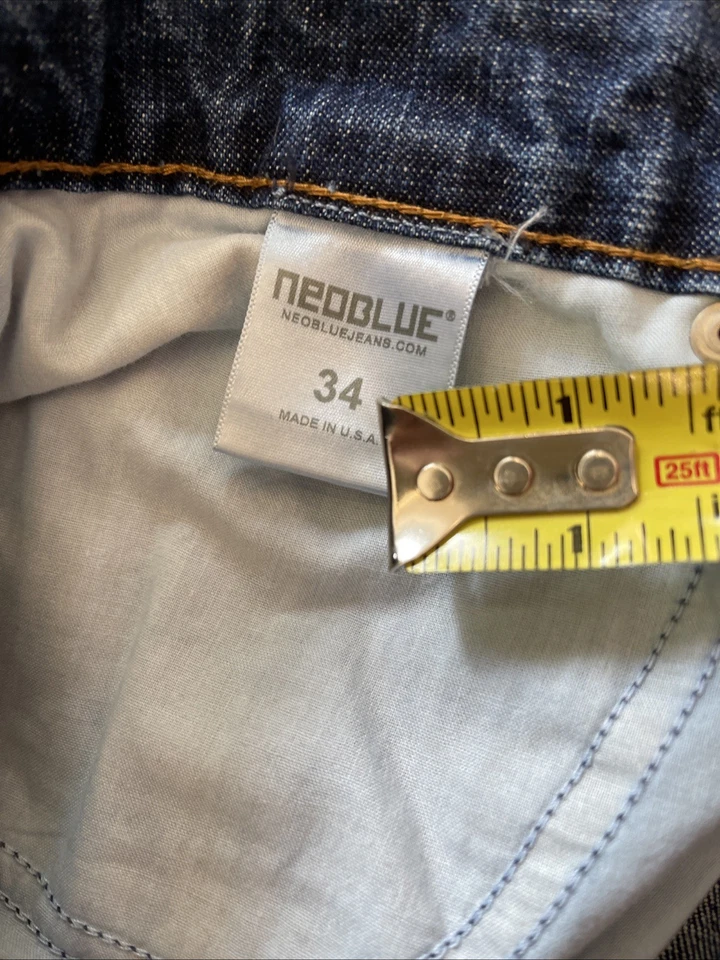 NEOBLUE®
NEOBLUEJEANS.COM
34
MADE IN U.S.A.
1
25ft
1